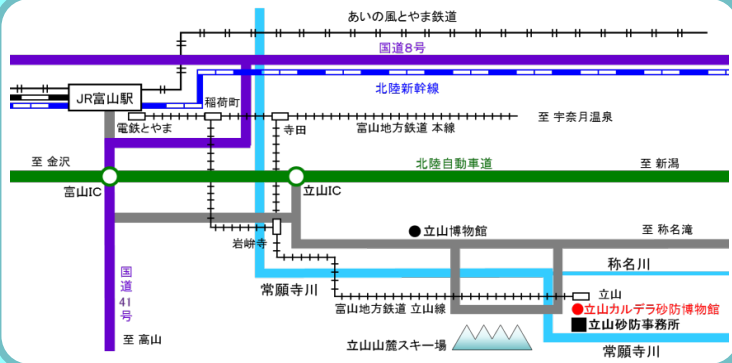 あいの風とやま鉄道
国道8号
北陸新幹線
JR富山駅
稲荷町
電鉄とやま
寺田
富山地方鉄道 本線
至 宇奈月温泉
至 金沢
北陸自動車道
至 新潟
富山IC
立山IC
立山博物館
至 称名滝
岩峅寺
称名川
国道41号
常願寺川
立山
富山地方鉄道 立山線
立山カルデラ砂防博物館
立山砂防事務所
至 高山
立山山麓スキー場
常願寺川